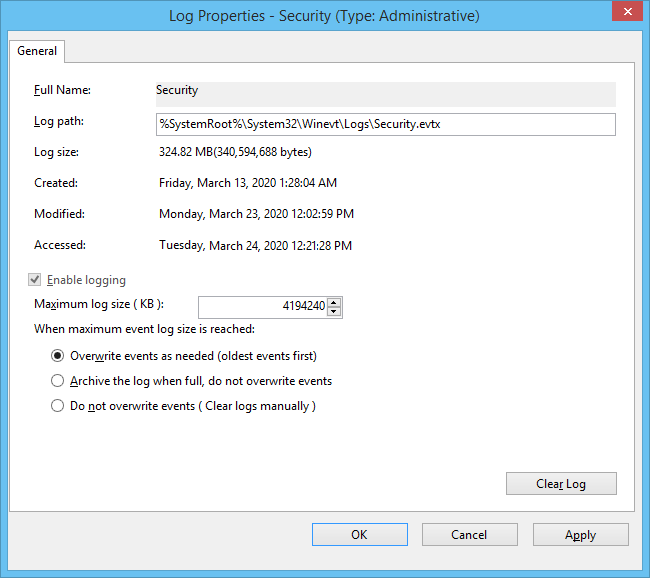 Log Properties - Security (Type: Administrative)
General
Full Name: Security
Log path: %SystemRoot%\System32\Winevt\Logs\Security.evtx
Log size: 324.82 MB(340,594,688 bytes)
Created: Friday, March 13, 2020 1:28:04 AM
Modified: Monday, March 23, 2020 12:02:59 PM
Accessed: Tuesday, March 24, 2020 12:21:28 PM
Enable logging
Maximum log size ( KB ): 4194240
When maximum event log size is reached:
Overwrite events as needed (oldest events first)
Archive the log when full, do not overwrite events
Do not overwrite events ( Clear logs manually )
Clear Log
OK Cancel Apply